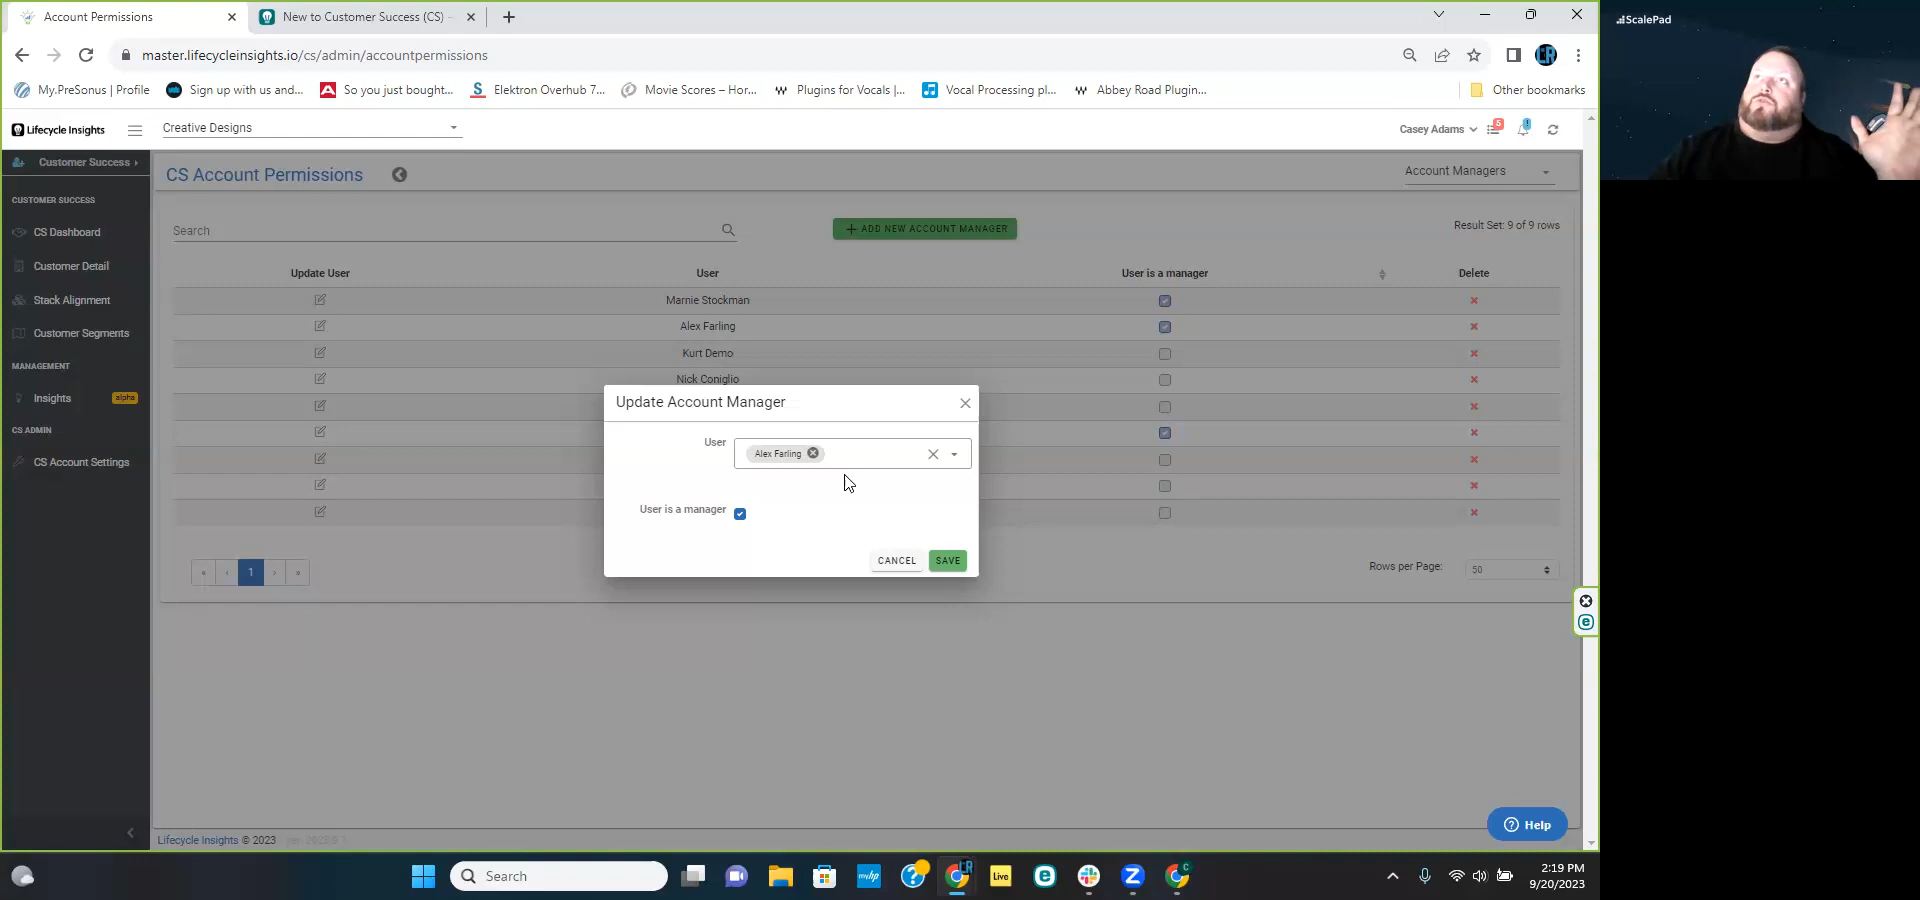 Account Permissions
New to Customer Success (CS) -
ScalePad
master.lifecycleinsights.io/cs/admin/accountpermissions
My.PreSonus | Profile
Sign up with us and...
So you just bought...
Elektron Overhub 7...
Movie Scores – Hor...
Plugins for Vocals |...
Vocal Processing pl...
Abbey Road Plugin...
Other bookmarks
Lifecycle Insights
Creative Designs
Casey Adams
5
1
Customer Success
CS Account Permissions
Account Managers
CUSTOMER SUCCESS
CS Dashboard
Customer Detail
Stack Alignment
Customer Segments
MANAGEMENT
Insights
alpha
CS ADMIN
CS Account Settings
Search
+ ADD NEW ACCOUNT MANAGER
Result Set: 9 of 9 rows
Update User
User
User is a manager
Delete
Marnie Stockman
Alex Farling
Kurt Demo
Nick Coniglio
Update Account Manager
User
Alex Farling
User is a manager
CANCEL
SAVE
« ‹ 1 › »
Rows per Page:
50
Help
Lifecycle Insights © 2023
Search
myhp
Live
2:19 PM
9/20/2023